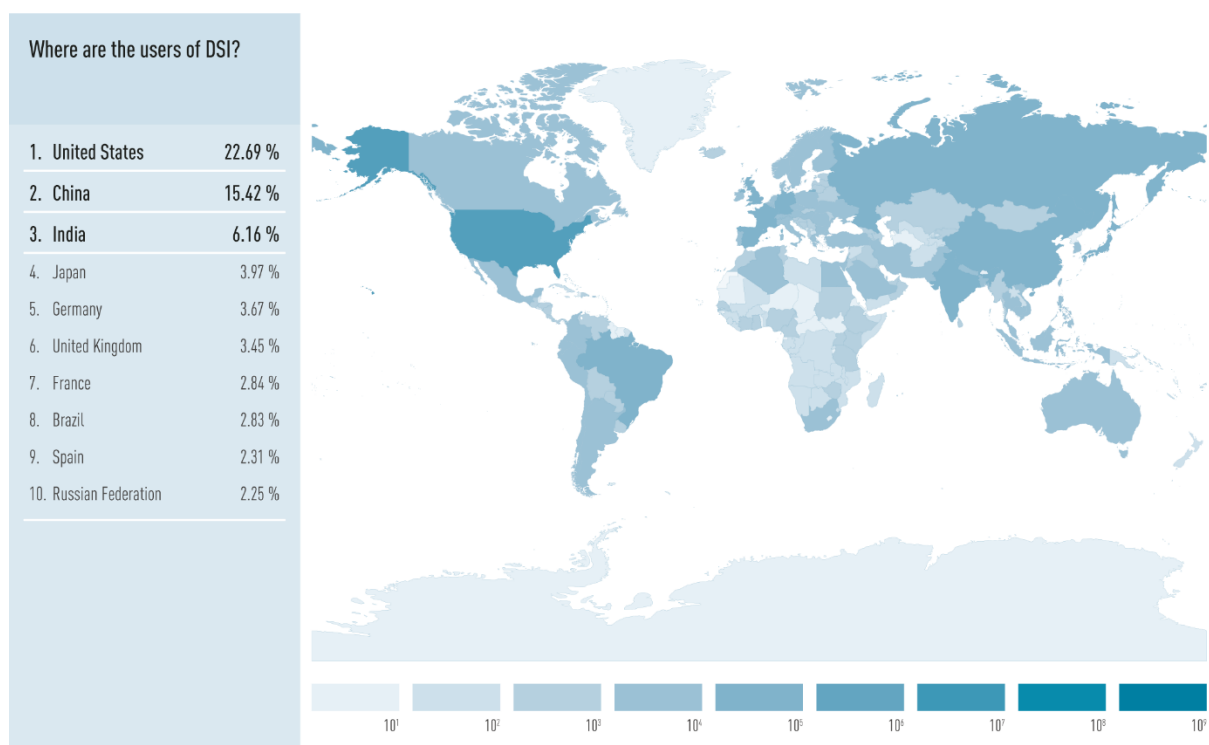 Where are the users of DSI?
1. United States 22.69 %
2. China 15.42 %
3. India 6.16 %
4. Japan 3.97 %
5. Germany 3.67 %
6. United Kingdom 3.45 %
7. France 2.84 %
8. Brazil 2.83 %
9. Spain 2.31 %
10. Russian Federation 2.25 %
10¹ 10² 10³ 10⁴ 10⁵ 10⁶ 10⁷ 10⁸ 10⁹